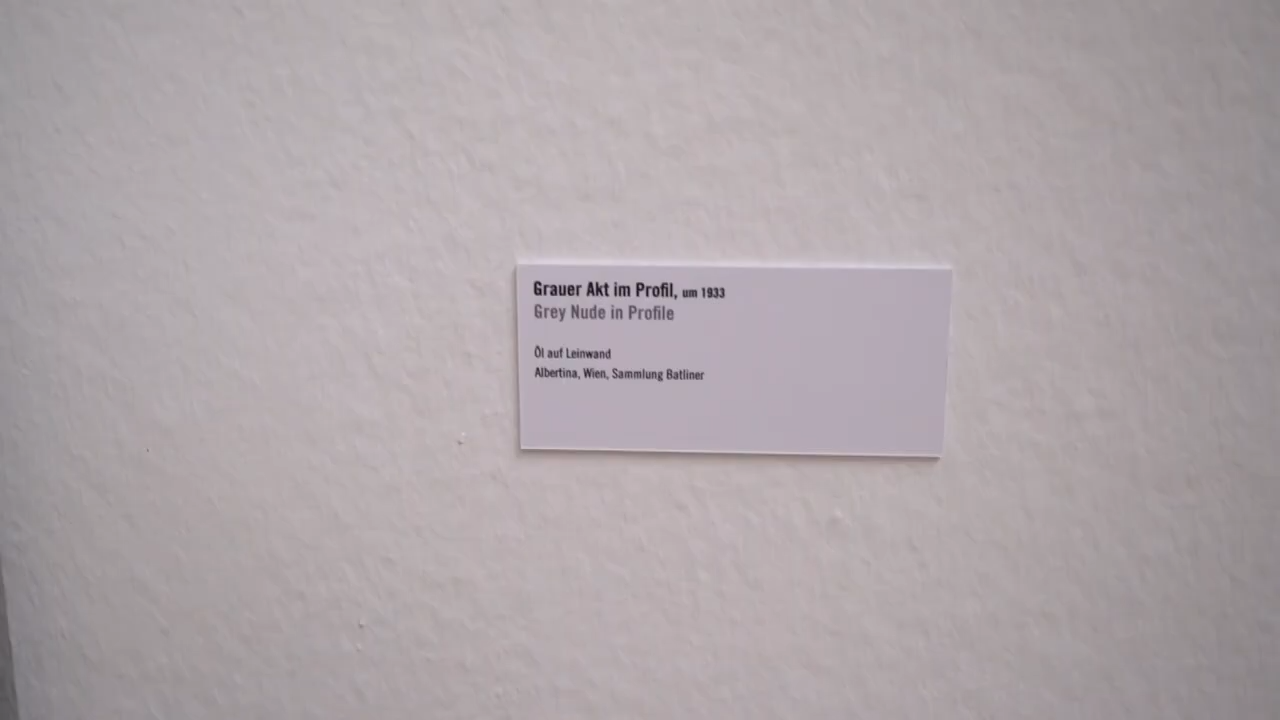 Grauer Akt im Profil, um 1933
Grey Nude in Profile
Öl auf Leinwand
Albertina, Wien, Sammlung Batliner